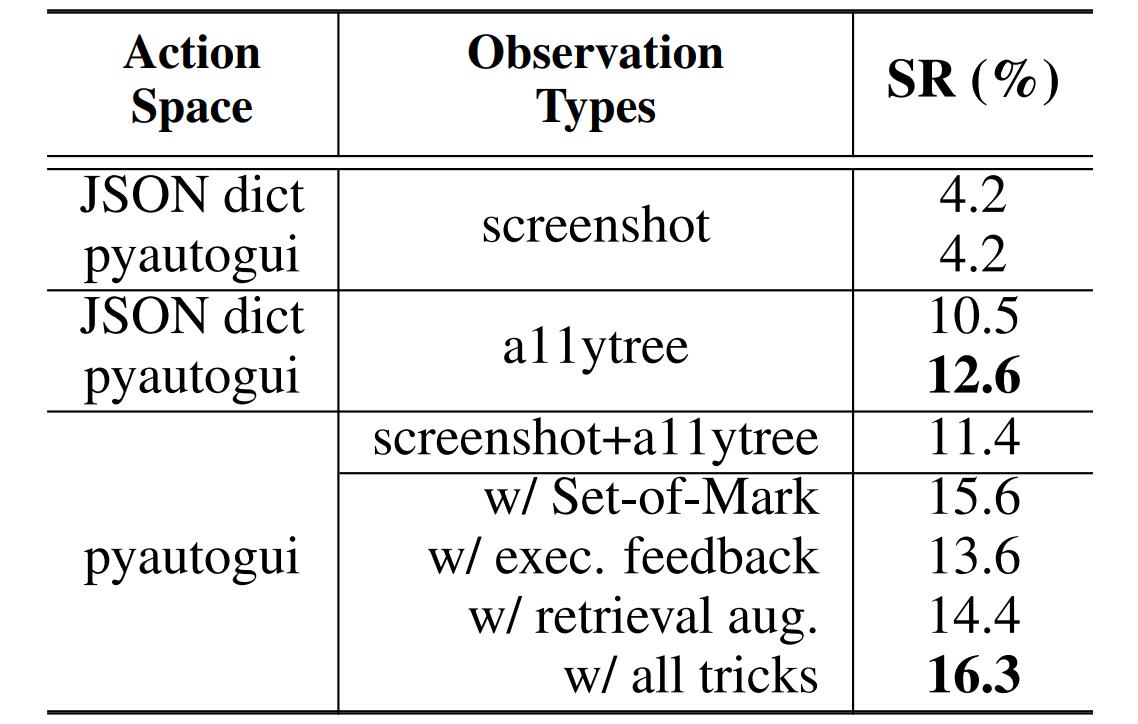 Action Space | Observation Types | SR (%)
JSON dict | screenshot | 4.2
pyautogui | 4.2
JSON dict | a11ytree | 10.5
pyautogui | 12.6
pyautogui | screenshot+a11ytree | 11.4
w/ Set-of-Mark | 15.6
w/ exec. feedback | 13.6
w/ retrieval aug. | 14.4
w/ all tricks | 16.3